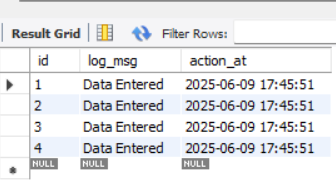 Result Grid Filter Rows:
id log_msg action_at
1 Data Entered 2025-06-09 17:45:51
2 Data Entered 2025-06-09 17:45:51
3 Data Entered 2025-06-09 17:45:51
4 Data Entered 2025-06-09 17:45:51
NULL NULL NULL